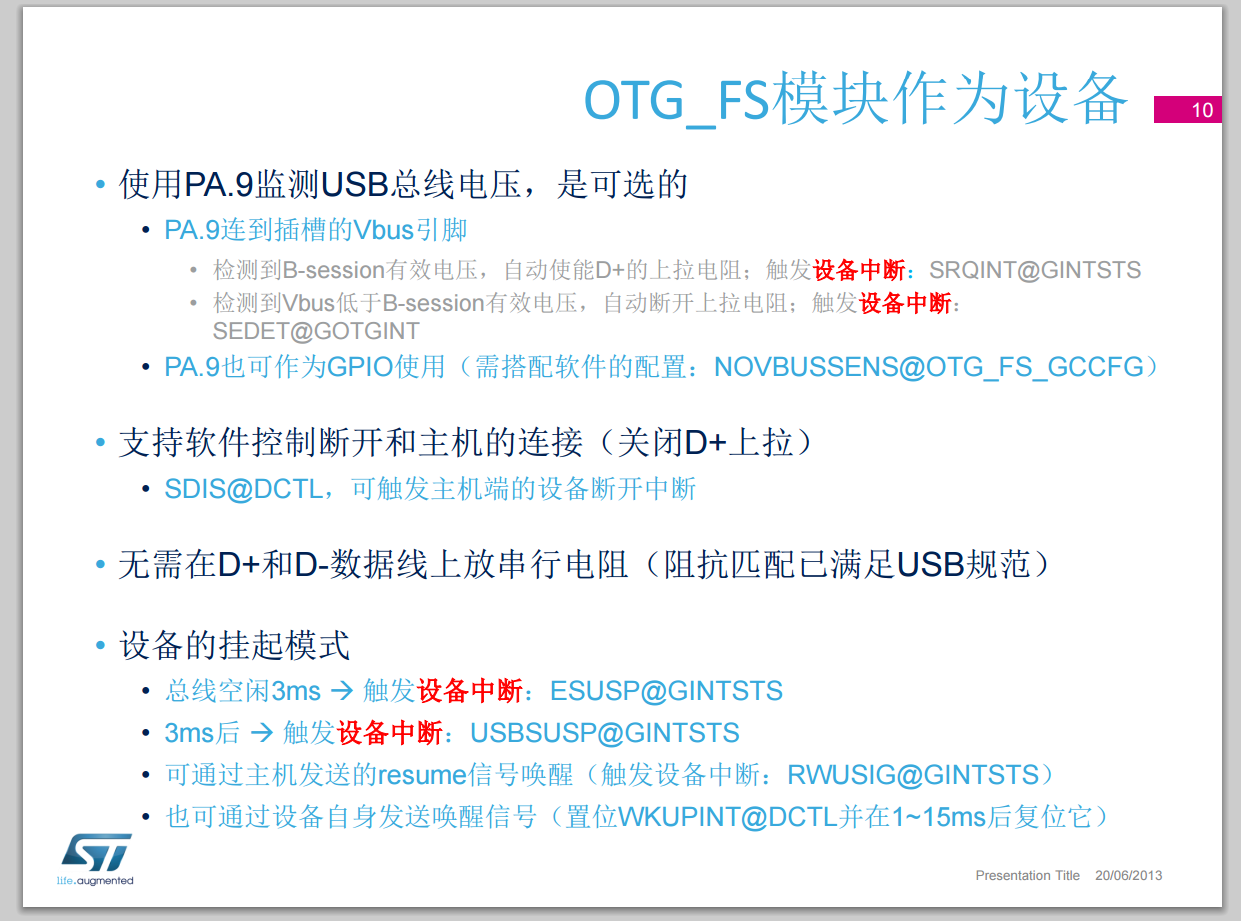 OTG_FS模块作为设备
10
• 使用PA.9监测USB总线电压，是可选的
• PA.9连到插槽的Vbus引脚
• 检测到B-session有效电压，自动使能D+的上拉电阻；触发设备中断：SRQINT@GINTSTS
• 检测到Vbus低于B-session有效电压，自动断开上拉电阻；触发设备中断：
SEDET@GOTGINT
• PA.9也可作为GPIO使用（需搭配软件的配置：NOVBUSSENS@OTG_FS_GCCFG）
• 支持软件控制断开和主机的连接（关闭D+上拉）
• SDIS@DCTL，可触发主机端的设备断开中断
• 无需在D+和D-数据线上放串行电阻（阻抗匹配已满足USB规范）
• 设备的挂起模式
• 总线空闲3ms → 触发设备中断：ESUSP@GINTSTS
• 3ms后 → 触发设备中断：USBSUSP@GINTSTS
• 可通过主机发送的resume信号唤醒（触发设备中断：RWUSIG@GINTSTS）
• 也可通过设备自身发送唤醒信号（置位WKUPINT@DCTL并在1~15ms后复位它）
ST
life.augmented
Presentation Title 20/06/2013